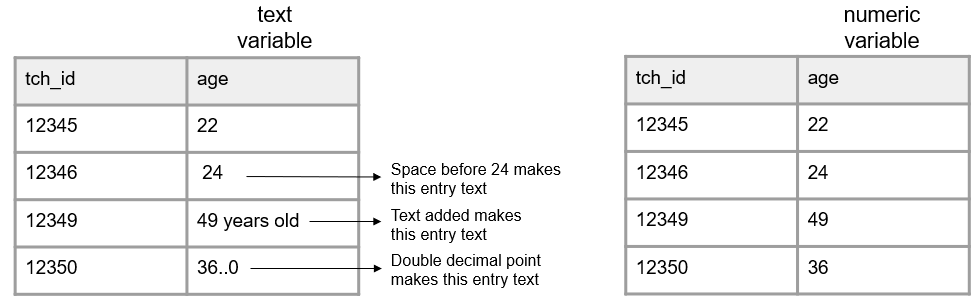 text
variable
tch_id age
12345 22
12346 24
12349 49 years old
12350 36..0
Space before 24 makes
this entry text
Text added makes
this entry text
Double decimal point
makes this entry text
numeric
variable
tch_id age
12345 22
12346 24
12349 49
12350 36